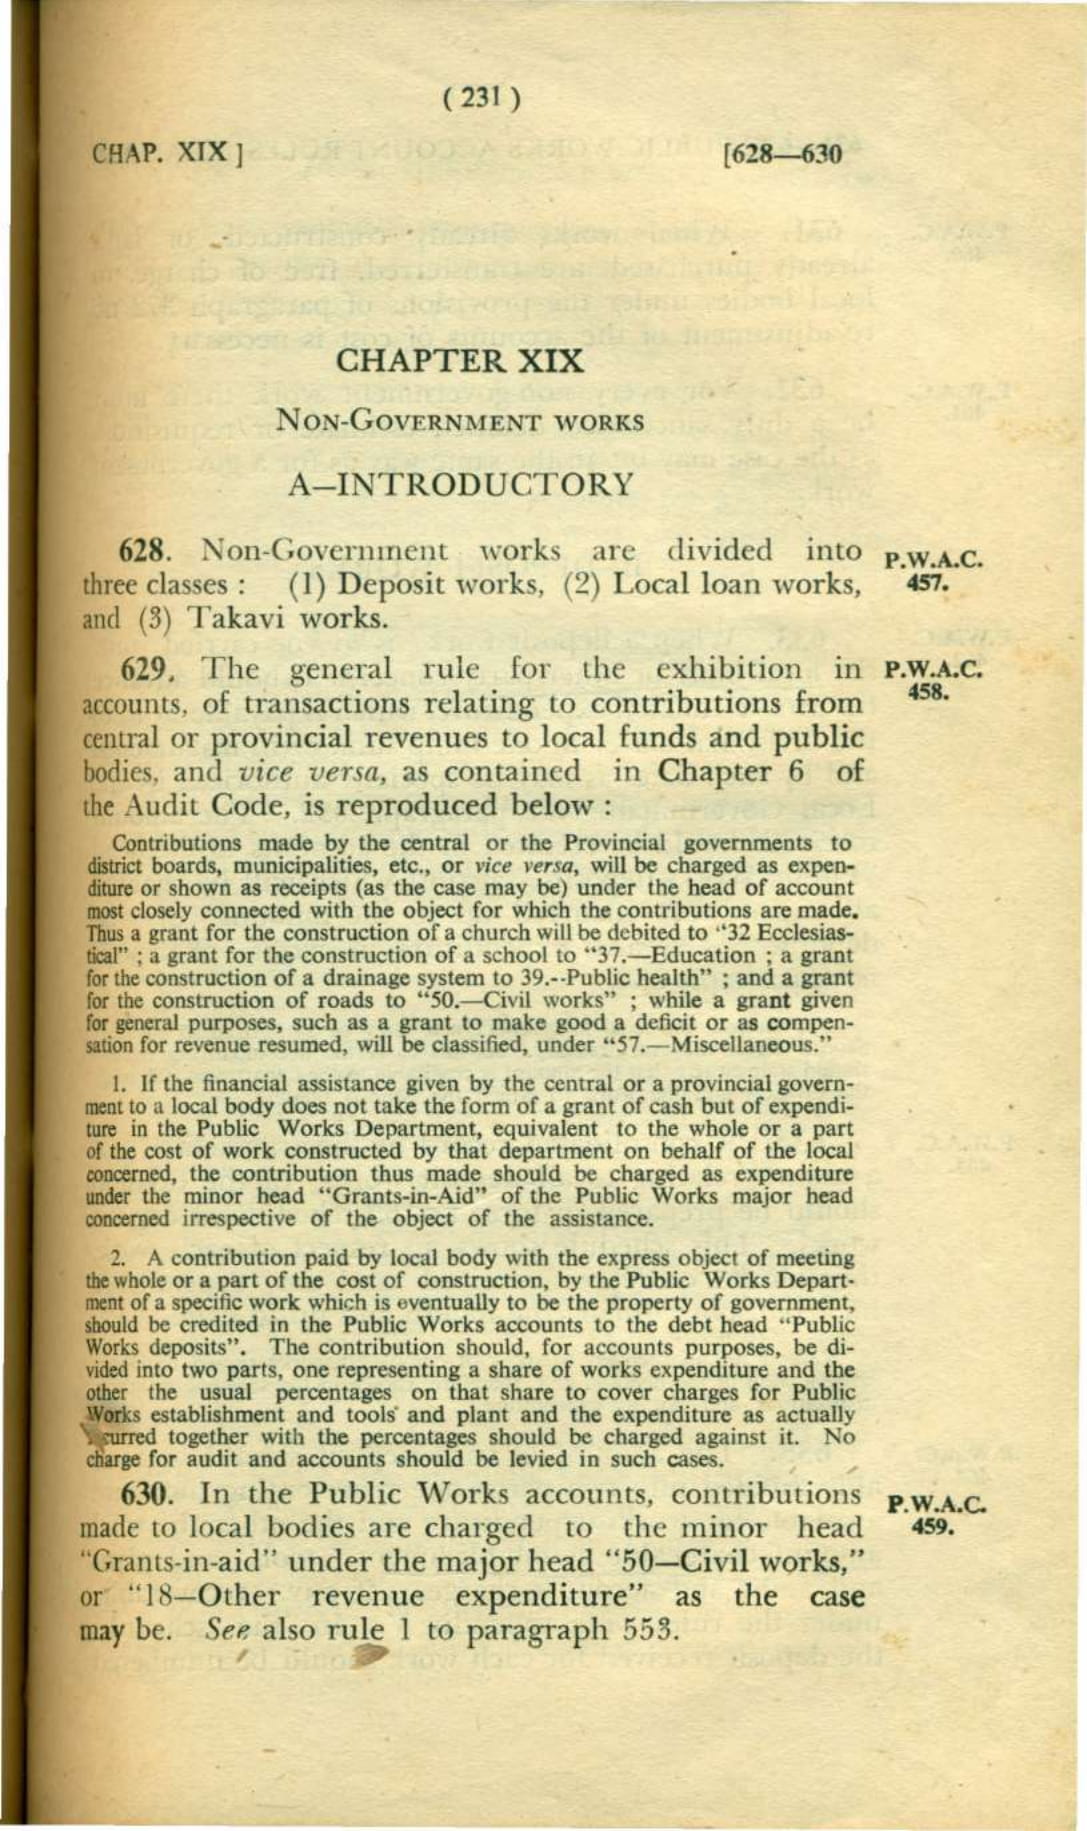 ( 231 )
CHAP. XIX ]
[628—630
CHAPTER XIX
NON-GOVERNMENT WORKS
A—INTRODUCTORY
628. Non-Government works are divided into
three classes : (1) Deposit works, (2) Local loan works,
and (3) Takavi works.
P.W.A.C.
457.
629. The general rule for the exhibition in
accounts, of transactions relating to contributions from
central or provincial revenues to local funds and public
bodies, and vice versa, as contained in Chapter 6 of
the Audit Code, is reproduced below :
P.W.A.C.
458.
Contributions made by the central or the Provincial governments to
district boards, municipalities, etc., or vice versa, will be charged as expen-
diture or shown as receipts (as the case may be) under the head of account
most closely connected with the object for which the contributions are made.
Thus a grant for the construction of a church will be debited to "32 Ecclesias-
tical" ; a grant for the construction of a school to "37.—Education ; a grant
for the construction of a drainage system to 39.--Public health" ; and a grant
for the construction of roads to "50.—Civil works" ; while a grant given
for general purposes, such as a grant to make good a deficit or as compen-
sation for revenue resumed, will be classified, under "57.—Miscellaneous."
1. If the financial assistance given by the central or a provincial govern-
ment to a local body does not take the form of a grant of cash but of expendi-
ture in the Public Works Department, equivalent to the whole or a part
of the cost of work constructed by that department on behalf of the local
concerned, the contribution thus made should be charged as expenditure
under the minor head "Grants-in-Aid" of the Public Works major head
concerned irrespective of the object of the assistance.
2. A contribution paid by local body with the express object of meeting
the whole or a part of the cost of construction, by the Public Works Depart-
ment of a specific work which is eventually to be the property of government,
should be credited in the Public Works accounts to the debt head "Public
Works deposits". The contribution should, for accounts purposes, be di-
vided into two parts, one representing a share of works expenditure and the
other the usual percentages on that share to cover charges for Public
Works establishment and tools and plant and the expenditure as actually
curred together with the percentages should be charged against it. No
charge for audit and accounts should be levied in such cases.
630. In the Public Works accounts, contributions
made to local bodies are charged to the minor head
"Grants-in-aid" under the major head "50—Civil works,"
or "18—Other revenue expenditure" as the case
may be. See also rule 1 to paragraph 553.
P.W.A.C.
459.